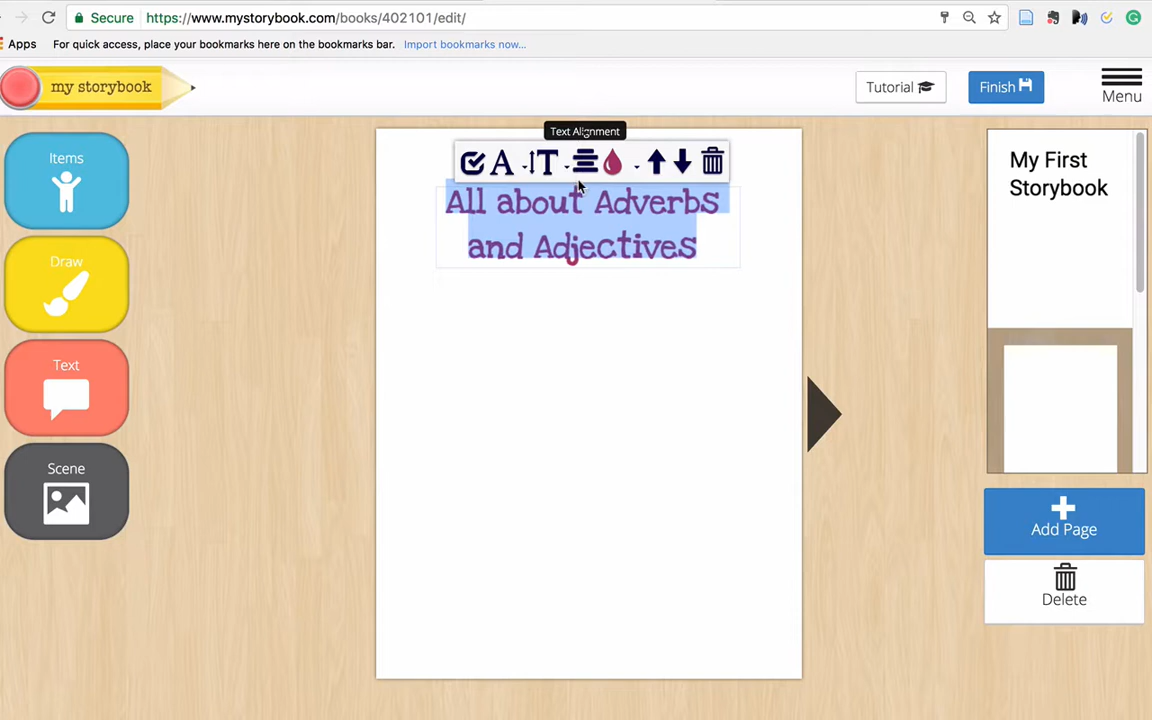 Secure
https://www.mystorybook.com/books/402101/edit/
Apps
For quick access, place your bookmarks here on the bookmarks bar. Import bookmarks now...
my storybook
Tutorial
Finish
Menu
Items
Draw
Text
Scene
Text Alignment
A
T
All about Adverbs
and Adjectives
My First
Storybook
Add Page
Delete